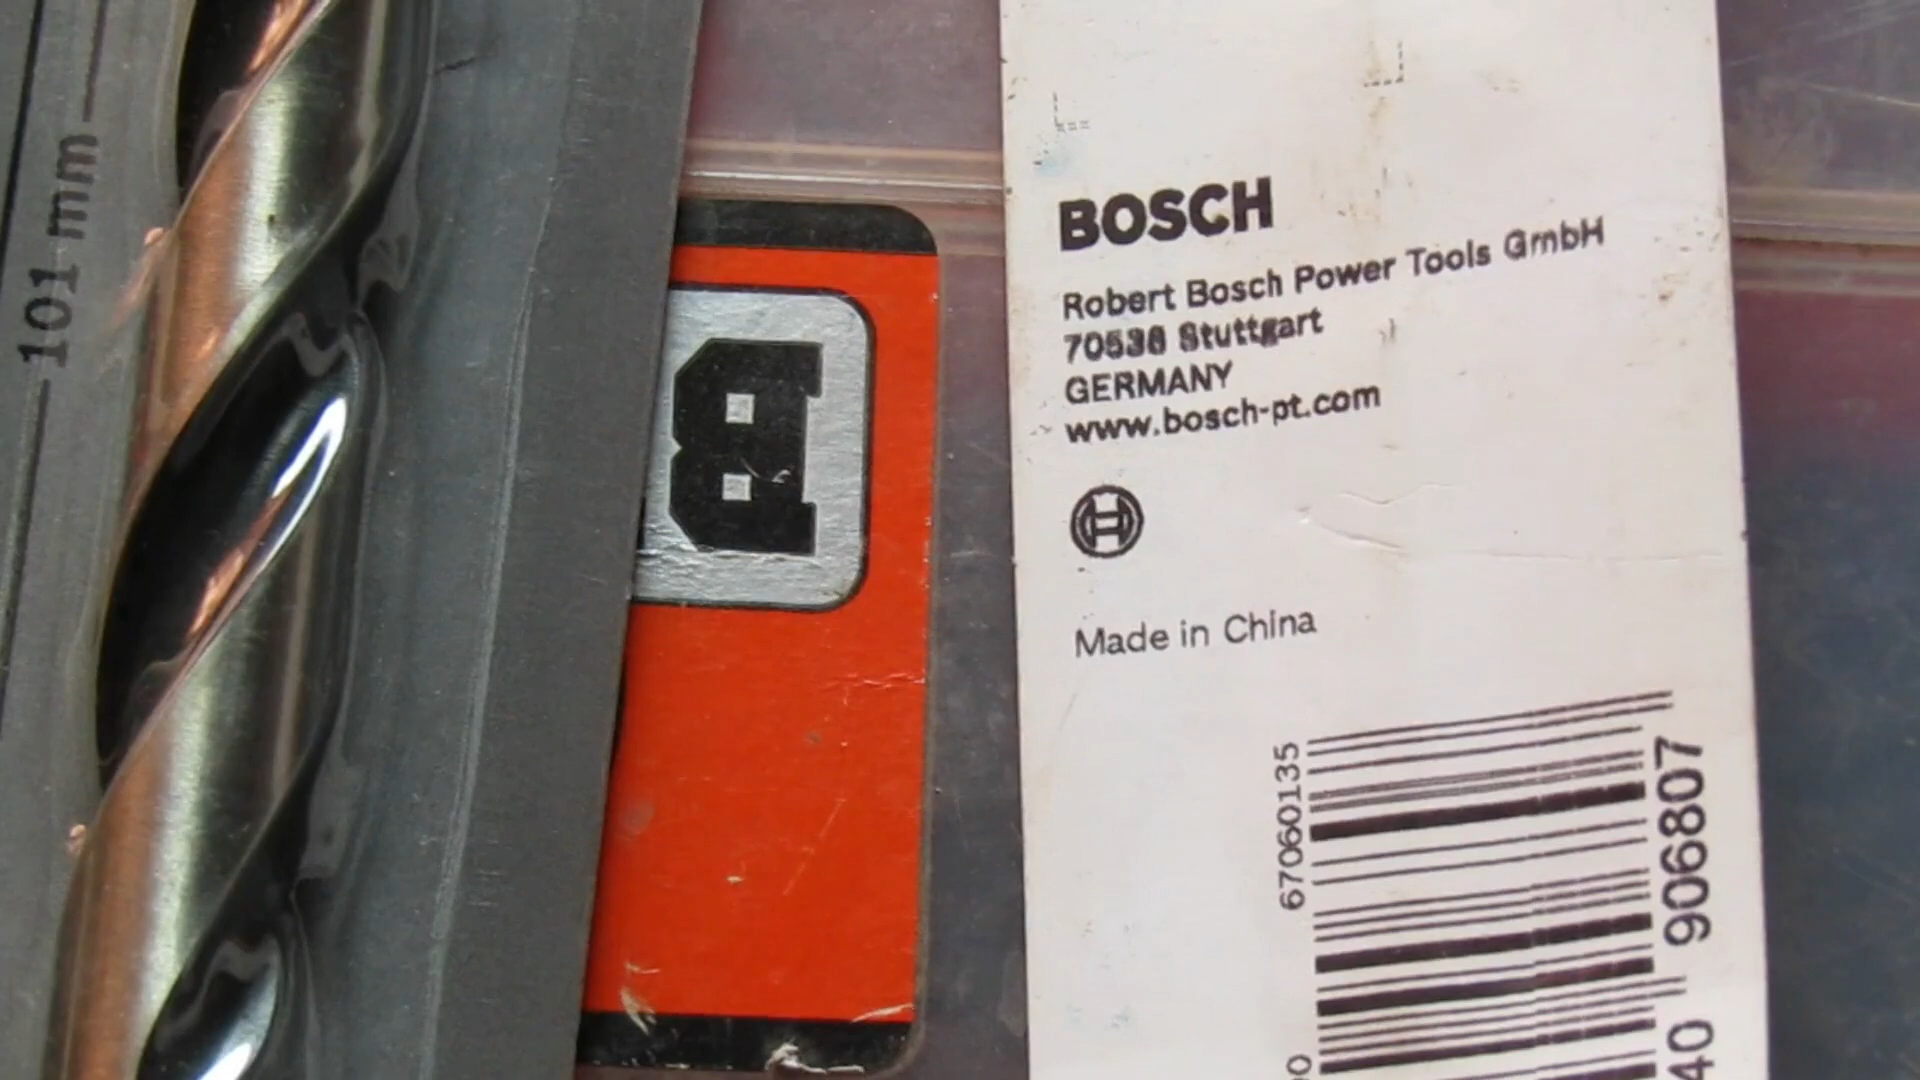 101 mm
B
BOSCH
Robert Bosch Power Tools GmbH
70538 Stuttgart
GERMANY
www.bosch-pt.com
Made in China
67060135
906807
40